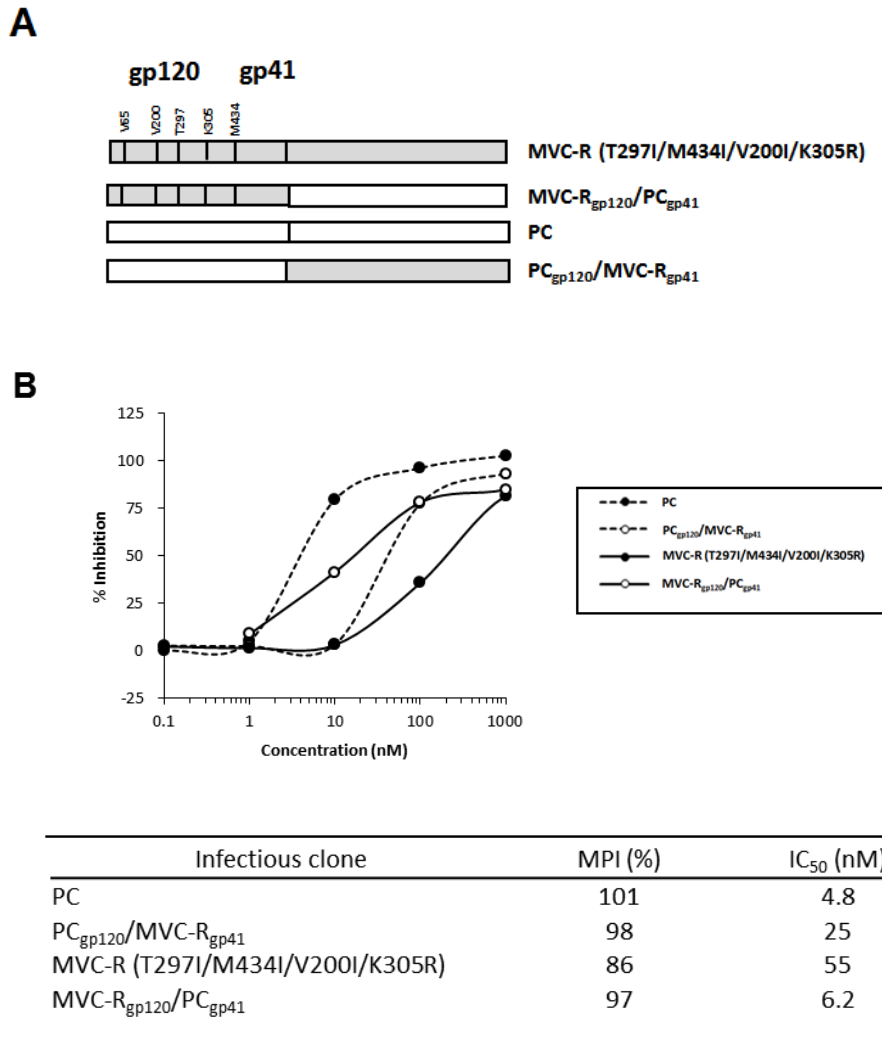 A
gp120 gp41
V65 V200 T297 K305 M434
MVC-R (T297I/M434I/V200I/K305R)
MVC-Rgp120/PCgp41
PC
PCgp120/MVC-Rgp41
B
125
100
75
50
25
0
-25
% Inhibition
0.1 1 10 100 1000
Concentration (nM)
PC
PCgp120/MVC-Rgp41
MVC-R (T297I/M434I/V200I/K305R)
MVC-Rgp120/PCgp41
Infectious clone MPI (%) IC50 (nM)
PC 101 4.8
PCgp120/MVC-Rgp41 98 25
MVC-R (T297I/M434I/V200I/K305R) 86 55
MVC-Rgp120/PCgp41 97 6.2